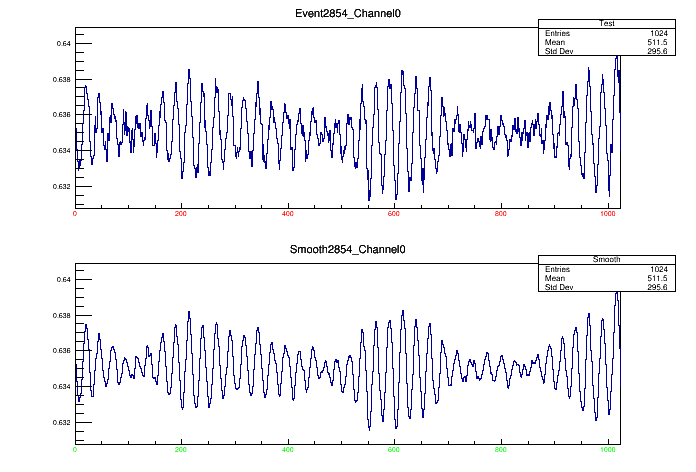 Event2854_Channel0
Test
Entries 1024
Mean 511.5
Std Dev 295.6
0.64
0.638
0.636
0.634
0.632
0 200 400 600 800 1000
Smooth2854_Channel0
Smooth
Entries 1024
Mean 511.5
Std Dev 295.6
0.64
0.638
0.636
0.634
0.632
0 200 400 600 800 1000